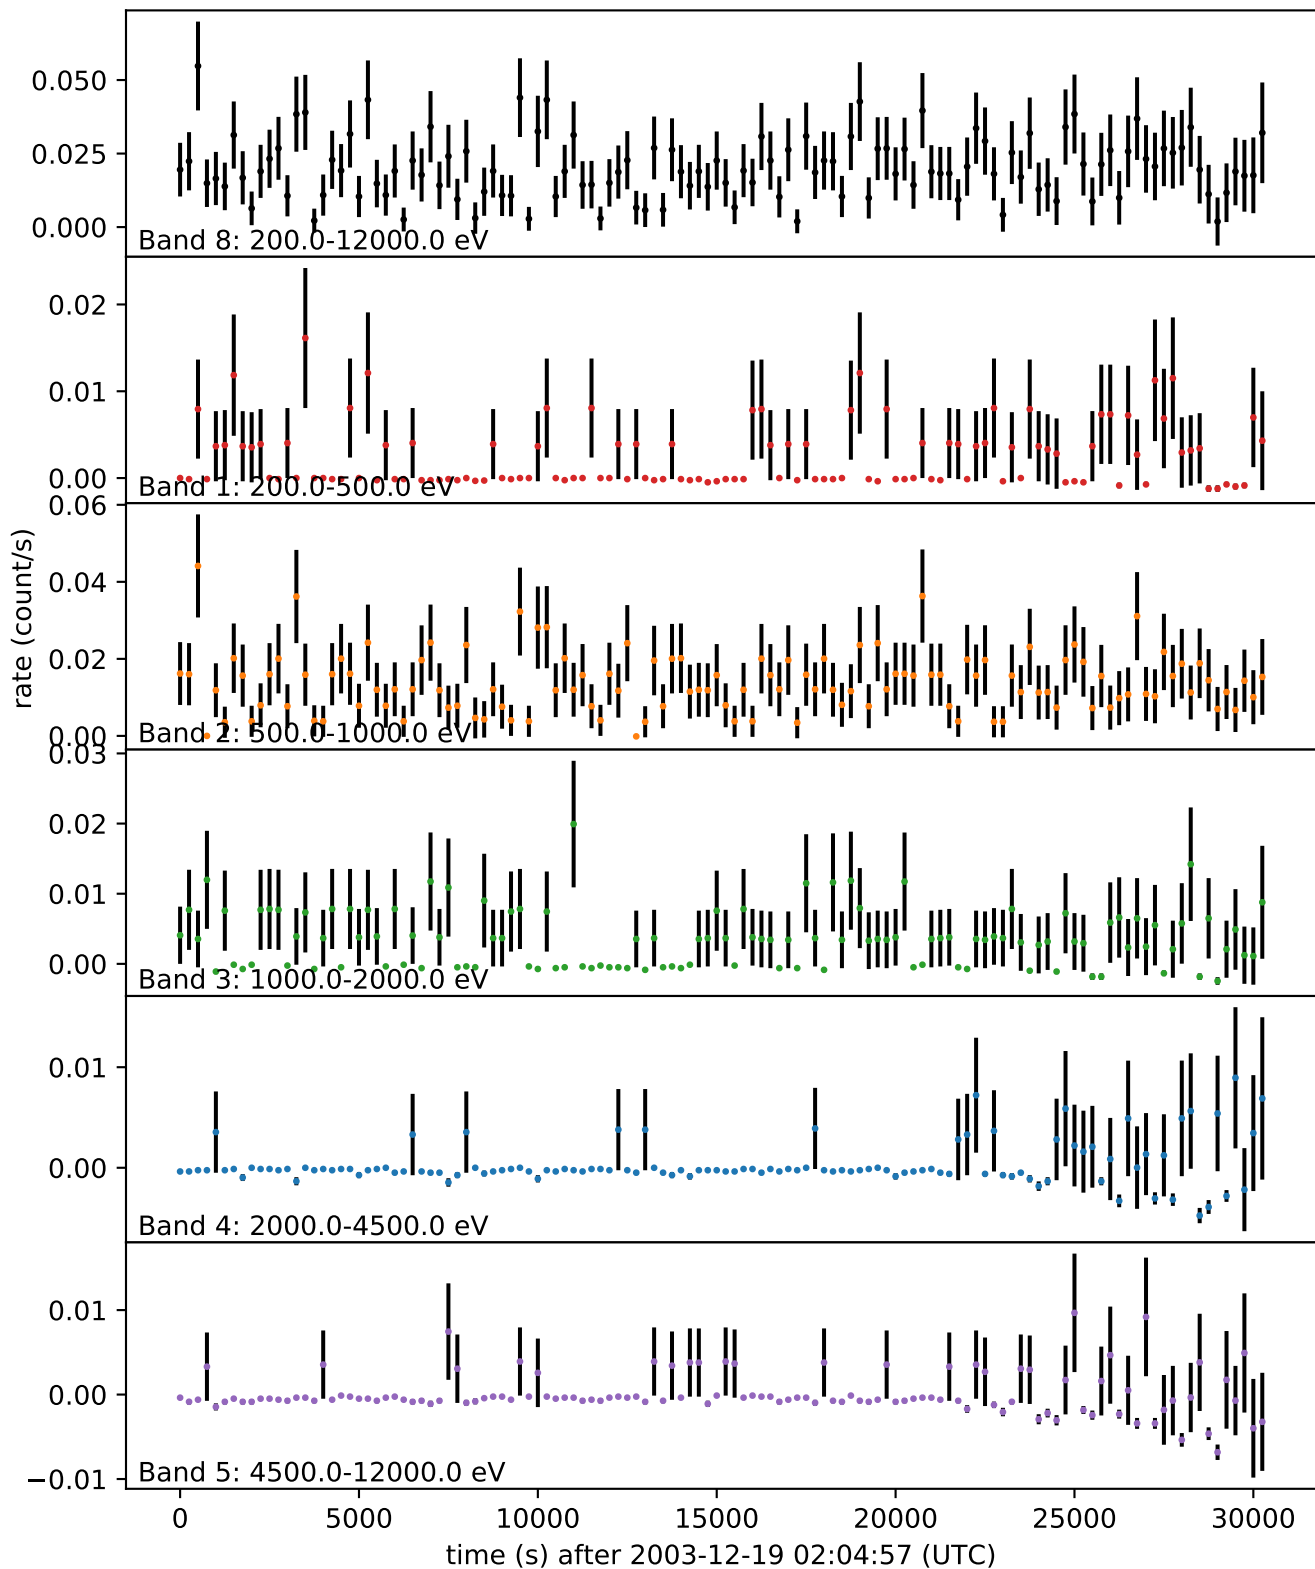 0.050
0.025
0.000
Band 8: 200.0-12000.0 eV
0.02
0.01
0.00
Band 1: 200.0-500.0 eV
rate (count/s)
0.06
0.04
0.02
0.00
Band 2: 500.0-1000.0 eV
0.03
0.02
0.01
0.00
Band 3: 1000.0-2000.0 eV
0.01
0.00
Band 4: 2000.0-4500.0 eV
0.01
0.00
−0.01
Band 5: 4500.0-12000.0 eV
0 5000 10000 15000 20000 25000 30000
time (s) after 2003-12-19 02:04:57 (UTC)